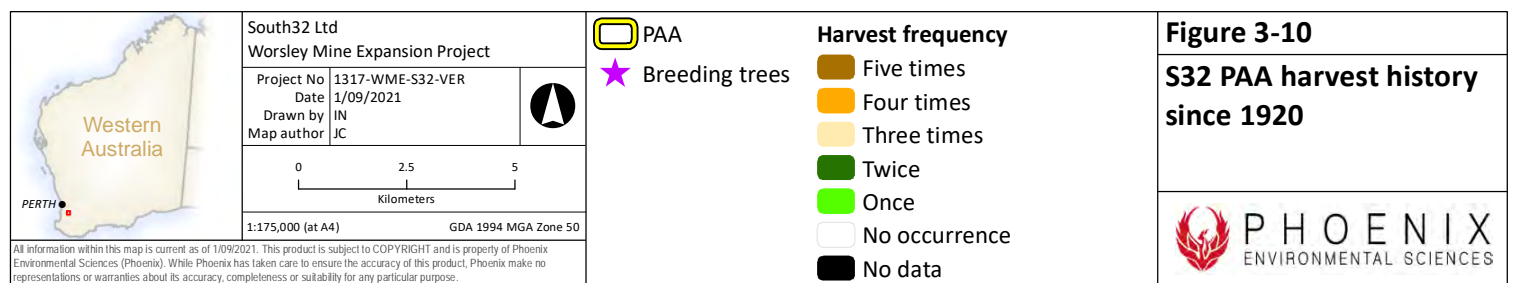 Western
Australia
PERTH
South32 Ltd
Worsley Mine Expansion Project
Project No 1317-WME-S32-VER
Date 1/09/2021
Drawn by IN
Map author JC
0 2.5 5
Kilometers
1:175,000 (at A4) GDA 1994 MGA Zone 50
All information within this map is current as of 1/09/2021. This product is subject to COPYRIGHT and is property of Phoenix
Environmental Sciences (Phoenix). While Phoenix has taken care to ensure the accuracy of this product, Phoenix make no
representations or warranties about its accuracy, completeness or suitability for any particular purpose.
PAA
Breeding trees
Harvest frequency
Five times
Four times
Three times
Twice
Once
No occurrence
No data
Figure 3-10
S32 PAA harvest history
since 1920
PHOENIX
ENVIRONMENTAL SCIENCES